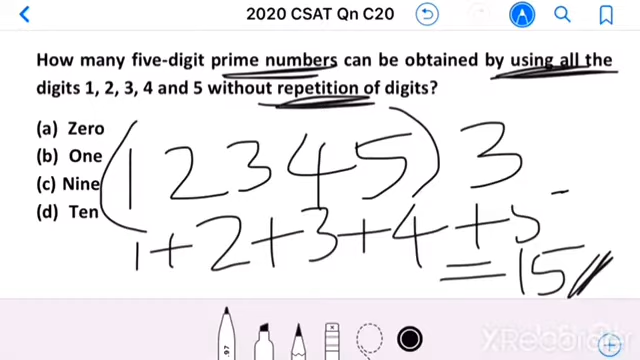 2020 CSAT Qn C20
How many five-digit prime numbers can be obtained by using all the
digits 1, 2, 3, 4 and 5 without repetition of digits?
(a) Zero
(b) One
(c) Nine
(d) Ten
(12345) 3
1+2+3+4+5
=15
.97
XRecorder